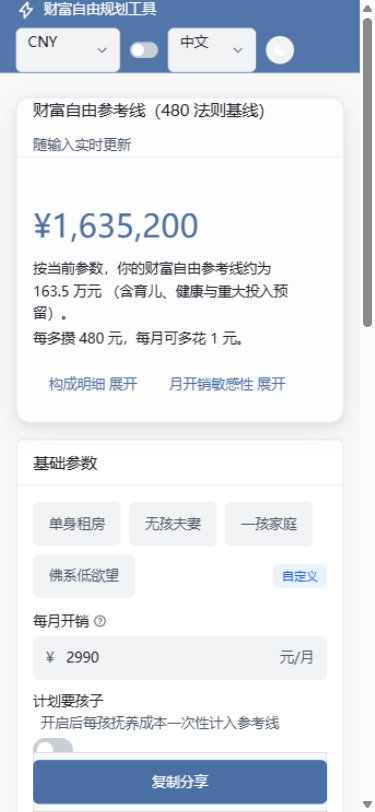 财富自由规划工具
CNY
中文
财富自由参考线（480 法则基线）
随输入实时更新
¥1,635,200
按当前参数，你的财富自由参考线约为
163.5 万元 （含育儿、健康与重大投入预
留）。
每多攒 480 元，每月可多花 1 元。
构成明细 展开 月开销敏感性 展开
基础参数
单身租房 无孩夫妻 一孩家庭
佛系低欲望 自定义
每月开销
¥ 2990 元/月
计划要孩子
开启后每孩抚养成本一次性计入参考线
复制分享